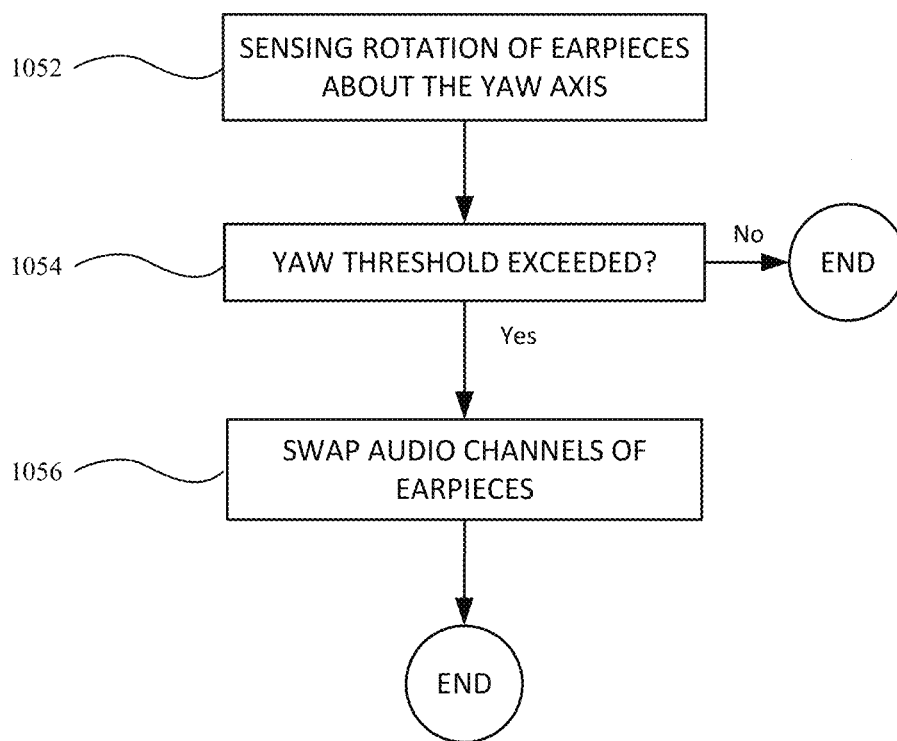 1052
SENSING ROTATION OF EARPIECES
ABOUT THE YAW AXIS
1054
YAW THRESHOLD EXCEEDED?
No
END
Yes
1056
SWAP AUDIO CHANNELS OF
EARPIECES
END